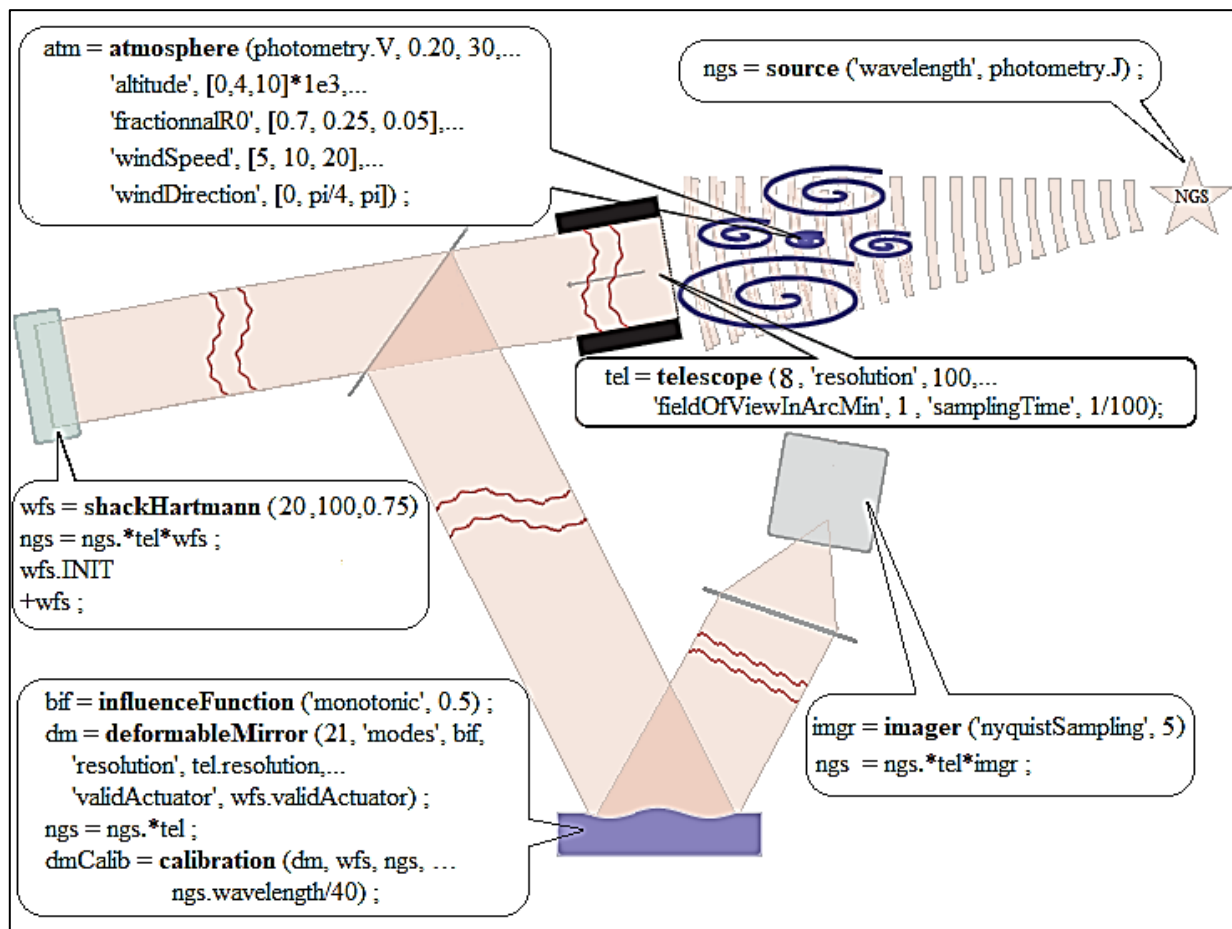 atm = atmosphere (photometry.V, 0.20, 30,...
'altitude', [0,4,10]*1e3,...
'fractionnalR0', [0.7, 0.25, 0.05],...
'windSpeed', [5, 10, 20],...
'windDirection', [0, pi/4, pi]) ;
ngs = source ('wavelength', photometry.J) ;
NGS
tel = telescope (8 , 'resolution', 100,...
'fieldOfViewInArcMin', 1 , 'samplingTime', 1/100);
wfs = shackHartmann (20 ,100,0.75)
ngs = ngs.*tel*wfs ;
wfs.INIT
+wfs ;
bif = influenceFunction ('monotonic', 0.5) ;
dm = deformableMirror (21, 'modes', bif,
'resolution', tel.resolution,...
'validActuator', wfs.validActuator) ;
ngs = ngs.*tel ;
dmCalib = calibration (dm, wfs, ngs, …
ngs.wavelength/40) ;
imgr = imager ('nyquistSampling', 5)
ngs = ngs.*tel*imgr ;